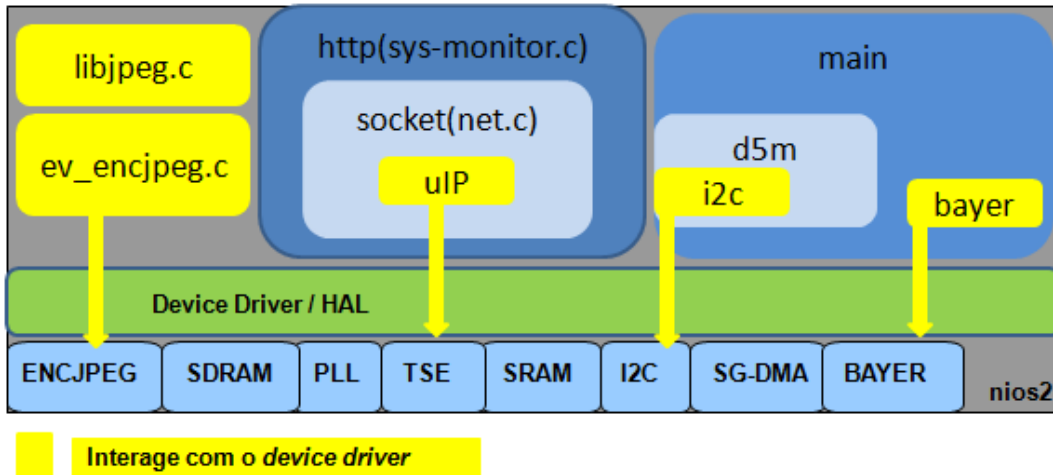 libjpeg.c
ev_encjpeg.c
http(sys-monitor.c)
socket(net.c)
uIP
main
d5m
i2c
bayer
Device Driver / HAL
ENCJPEG
SDRAM
PLL
TSE
SRAM
I2C
SG-DMA
BAYER
nios2
Interage com o device driver